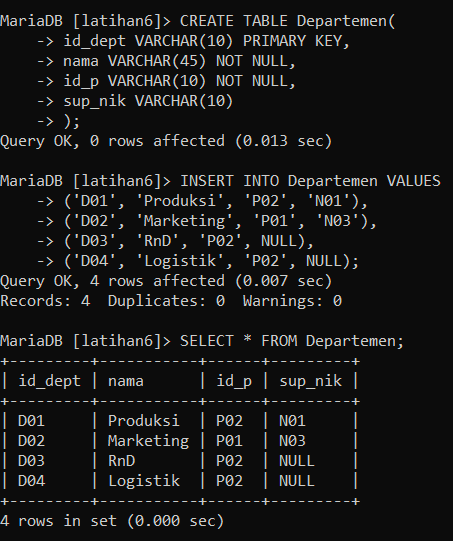 MariaDB [latihan6]> CREATE TABLE Departemen(
    -> id_dept VARCHAR(10) PRIMARY KEY,
    -> nama VARCHAR(45) NOT NULL,
    -> id_p VARCHAR(10) NOT NULL,
    -> sup_nik VARCHAR(10)
    -> );
Query OK, 0 rows affected (0.013 sec)

MariaDB [latihan6]> INSERT INTO Departemen VALUES
    -> ('D01', 'Produksi', 'P02', 'N01'),
    -> ('D02', 'Marketing', 'P01', 'N03'),
    -> ('D03', 'RnD', 'P02', NULL),
    -> ('D04', 'Logistik', 'P02', NULL);
Query OK, 4 rows affected (0.007 sec)
Records: 4  Duplicates: 0  Warnings: 0

MariaDB [latihan6]> SELECT * FROM Departemen;
+---------+-----------+------+---------+
| id_dept | nama      | id_p | sup_nik |
+---------+-----------+------+---------+
| D01     | Produksi  | P02  | N01     |
| D02     | Marketing | P01  | N03     |
| D03     | RnD       | P02  | NULL    |
| D04     | Logistik  | P02  | NULL    |
+---------+-----------+------+---------+
4 rows in set (0.000 sec)